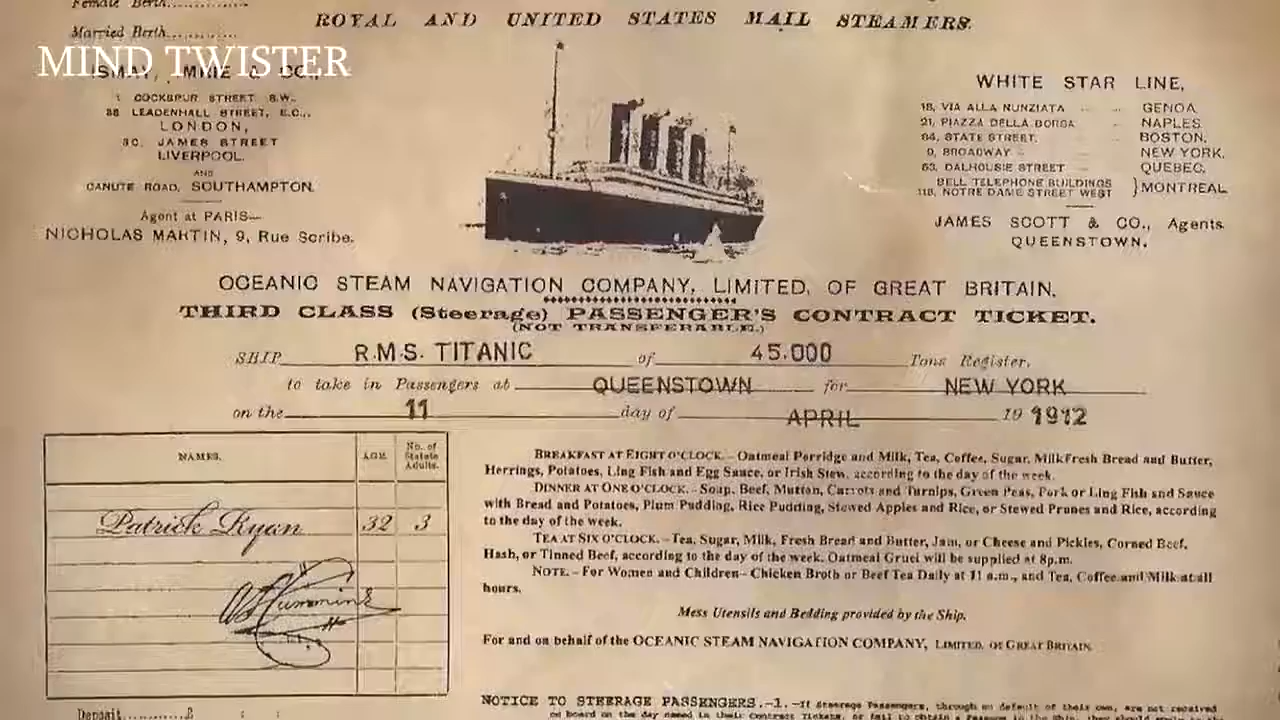 Female Berth
ROYAL AND UNITED STATES MAIL STEAMERS.
Married Berth
MIND TWISTER
ISMAY, & CO.,
1 COCKSPUR STREET S.W.
38 LEADENHALL STREET, E.C.,
LONDON,
30 JAMES STREET
LIVERPOOL.
AND
CANUTE ROAD, SOUTHAMPTON.
Agent at PARIS—
NICHOLAS MARTIN, 9, Rue Scribe.
WHITE STAR LINE,
18, VIA ALLA NUNZIATA GENOA.
21, PIAZZA DELLA BORSA NAPLES.
84, STATE STREET, BOSTON.
9, BROADWAY NEW YORK.
53, DALHOUSIE STREET QUEBEC.
BELL TELEPHONE BUILDINGS
118, NOTRE DAME STREET WEST } MONTREAL
JAMES SCOTT & CO., Agents
QUEENSTOWN.
OCEANIC STEAM NAVIGATION COMPANY, LIMITED, OF GREAT BRITAIN.
THIRD CLASS (Steerage) PASSENGER'S CONTRACT TICKET.
(NOT TRANSFERABLE.)
SHIP R.M.S. TITANIC of 45.000 Tons Register,
to take in Passengers at QUEENSTOWN for NEW YORK
on the 11 day of APRIL 19 1912
NAMES. AGE No. of Statute Adults.
Patrick Ryan 32 3
BREAKFAST AT EIGHT O'CLOCK.– Oatmeal Porridge and Milk, Tea, Coffee, Sugar, MilkFresh Bread and Butter,
Herrings, Potatoes, Ling Fish and Egg Sauce, or Irish Stew, according to the day of the week.
DINNER AT ONE O'CLOCK.– Soup, Beef, Mutton, Carrots and Turnips, Green Peas, Pork or Ling Fish and Sauce
with Bread and Potatoes, Plum Pudding, Rice Pudding, Stewed Apples and Rice, or Stewed Prunes and Rice, according
to the day of the week.
TEA AT SIX O'CLOCK.–Tea, Sugar, Milk, Fresh Bread and Butter, Jam, or Cheese and Pickles, Corned Beef,
Hash, or Tinned Beef, according to the day of the week. Oatmeal Gruel will be supplied at 8p.m.
NOTE.– For Women and Children– Chicken Broth or Beef Tea Daily at 11 a.m., and Tea, Coffee and Milk at all
hours.
Mess Utensils and Bedding provided by the Ship.
For and on behalf of the OCEANIC STEAM NAVIGATION COMPANY, LIMITED, OF GREAT BRITAIN.
Deposit £
NOTICE TO STEERAGE PASSENGERS.–1.–If Steerage Passengers, through no default of their own, are not received
on board on the day named in their Contract Tickets, or fail to obtain a Passage in the Ship, they should